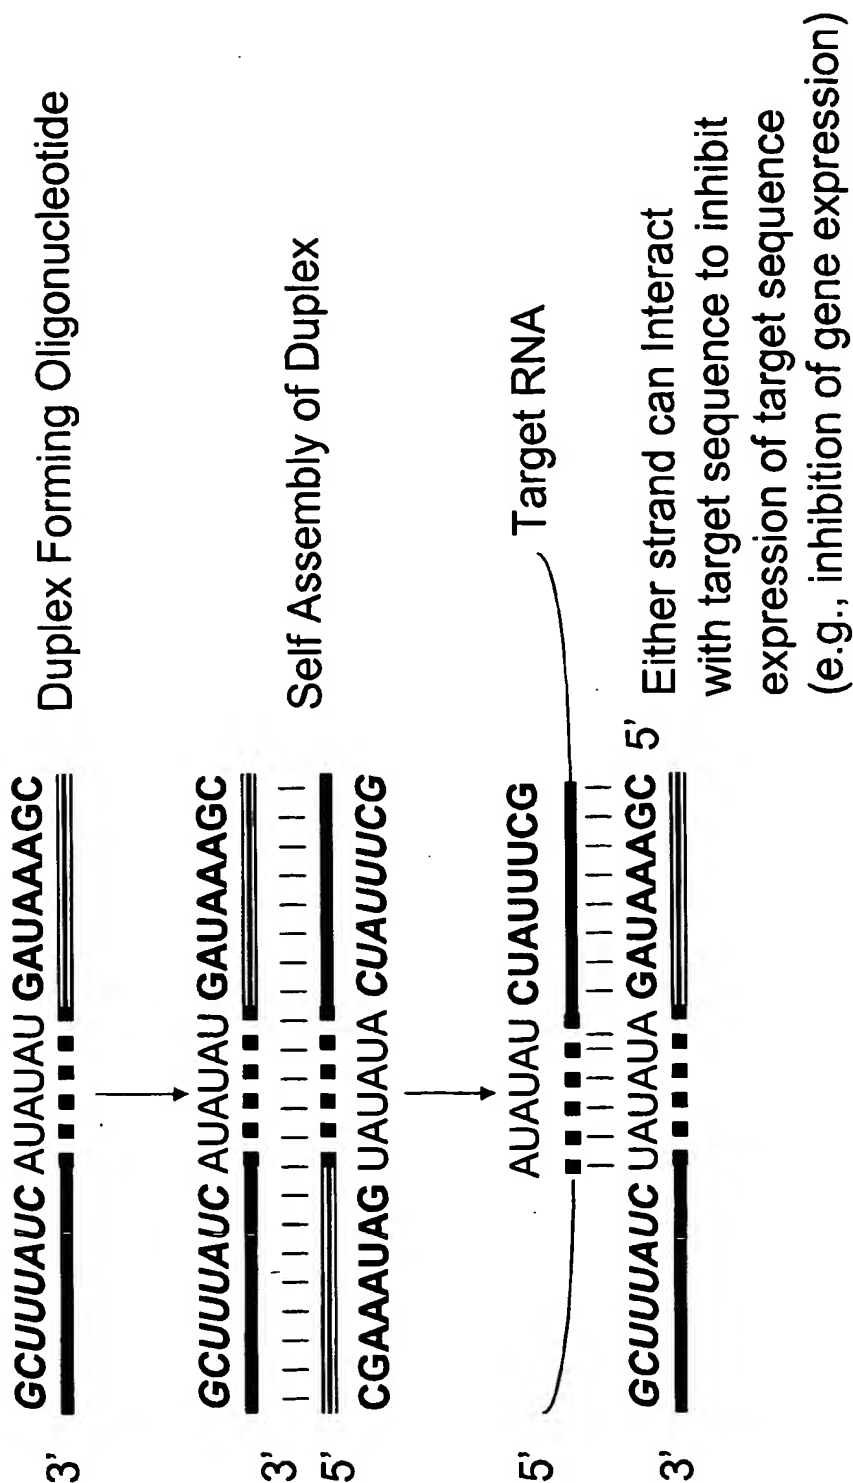 GCUUUAUC AUAUAU GAUAAAGC
3'
Duplex Forming Oligonucleotide
GCUUUAUC AUAUAU GAUAAAGC
3'
5'
CGAAAUAG UAUAUA CUAUUUCG
Self Assembly of Duplex
AUAUAU CUAUUUCG
5'
Target RNA
GCUUUAUC UAUAUA GAUAAAGC 5'
3'
Either strand can Interact
with target sequence to inhibit
expression of target sequence
(e.g., inhibition of gene expression)